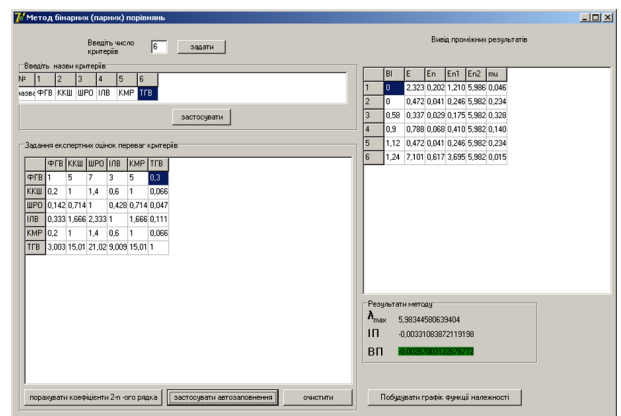 Метод бінарних (парних) порівнянь
Введіть число критеріїв 6 задати
Введіть назви критеріїв
№ 1 2 3 4 5 6
назва ФГВ ККШ ШРО ІЛВ КМР ТГВ
застосувати
Задання експертних оцінок переваг критеріїв
ФГВ ККШ ШРО ІЛВ КМР ТГВ
ФГВ 1 5 7 3 5 0,3
ККШ 0,2 1 1,4 0,6 1 0,066
ШРО 0,142 0,714 1 0,428 0,714 0,047
ІЛВ 0,333 1,666 2,333 1 1,666 0,111
КМР 0,2 1 1,4 0,6 1 0,066
ТГВ 3,003 15,01 21,02 9,009 15,01 1
порахувати коефіцієнти 2-n -ого рядка застосувати автозаповнення очистити
Вивід проміжних результатів
ВІ E En En1 En2 mu
1 0 2,323 0,202 1,210 5,986 0,046
2 0 0,472 0,041 0,246 5,982 0,234
3 0,58 0,337 0,029 0,175 5,982 0,328
4 0,9 0,788 0,068 0,410 5,982 0,140
5 1,12 0,472 0,041 0,246 5,982 0,234
6 1,24 7,101 0,617 3,695 5,982 0,015
Результати методу
λmax 5,98344580639404
ІП -0,00331083872119198
ВП -0,00267003122676772
Побудувати графік функції належності